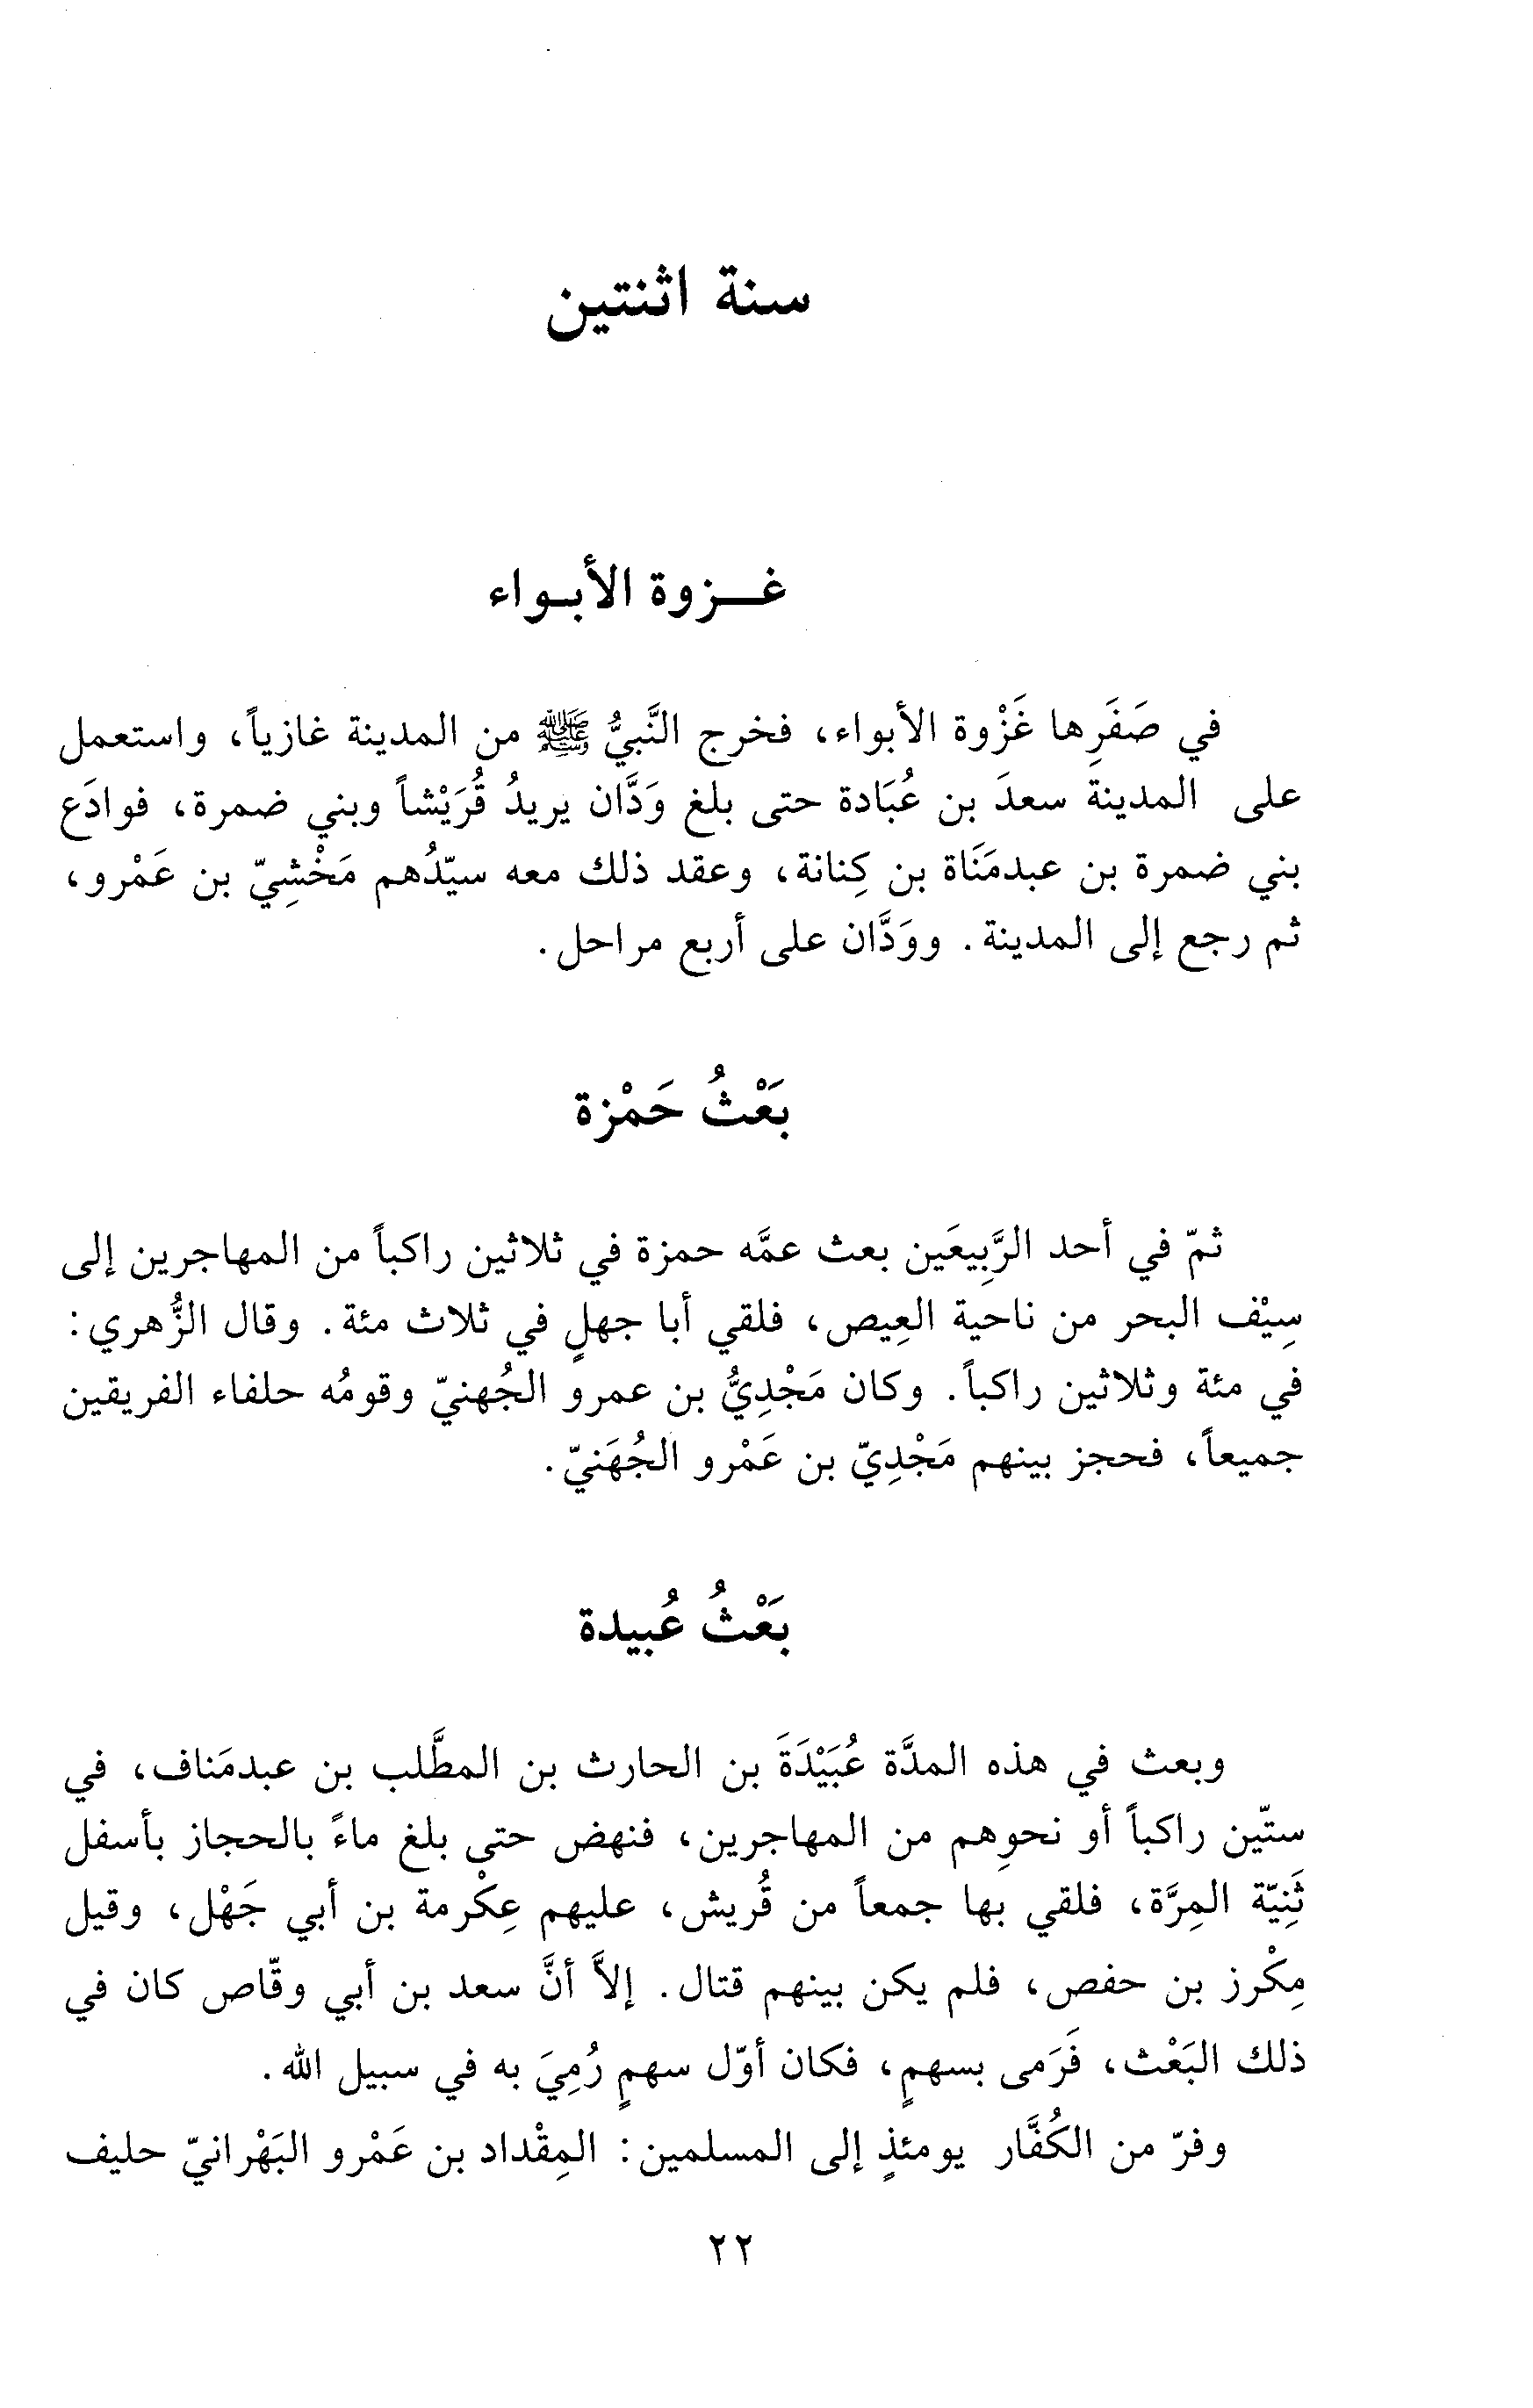 سنة اثنتين
غـــزوة الأبـواء
في صَفَرِها غَزْوة الأبواء، فخرج النَّبيُّ ﷺ من المدينة غازياً، واستعمل
على المدينة سعدَ بن عُبَادة حتى بلغ وَدَّان يريدُ قُرَيْشاً وبني ضمرة، فوادَع
بني ضمرة بن عبدمَنَاة بن كِنانة، وعقد ذلك معه سيّدُهم مَخْشِيّ بن عَمْرو،
ثم رجع إلى المدينة. ووَدَّان على أربع مراحل.
بَعْثُ حَمْزة
ثمّ في أحد الرَّبِيعَين بعث عمَّه حمزة في ثلاثين راكباً من المهاجرين إلى
سِيْف البحر من ناحية العِيص، فلقي أبا جهلٍ في ثلاث مئة. وقال الزُّهري:
في مئة وثلاثين راكباً. وكان مَجْدِيُّ بن عمرو الجُهنيّ وقومُه حلفاء الفريقين
جميعاً، فحجز بينهم مَجْدِيّ بن عَمْرو الجُهَنيّ.
بَعْثُ عُبيدة
وبعث في هذه المدَّة عُبَيْدَةَ بن الحارث بن المطَّلب بن عبدمَناف، في
ستّين راكباً أو نحوِهم من المهاجرين، فنهض حتى بلغ ماءً بالحجاز بأسفل
ثَنِيّة المِرَّة، فلقي بها جمعاً من قُريش، عليهم عِكْرمة بن أبي جَهْل، وقيل
مِكْرز بن حفص، فلم يكن بينهم قتال. إلاَّ أنَّ سعد بن أبي وقّاص كان في
ذلك البَعْث، فَرَمى بسهمٍ، فكان أوّل سهمٍ رُمِيَ به في سبيل الله.
وفرّ من الكُفَّار يومئذٍ إلى المسلمين: المِقْداد بن عَمْرو البَهْرانيّ حليف
٢٢